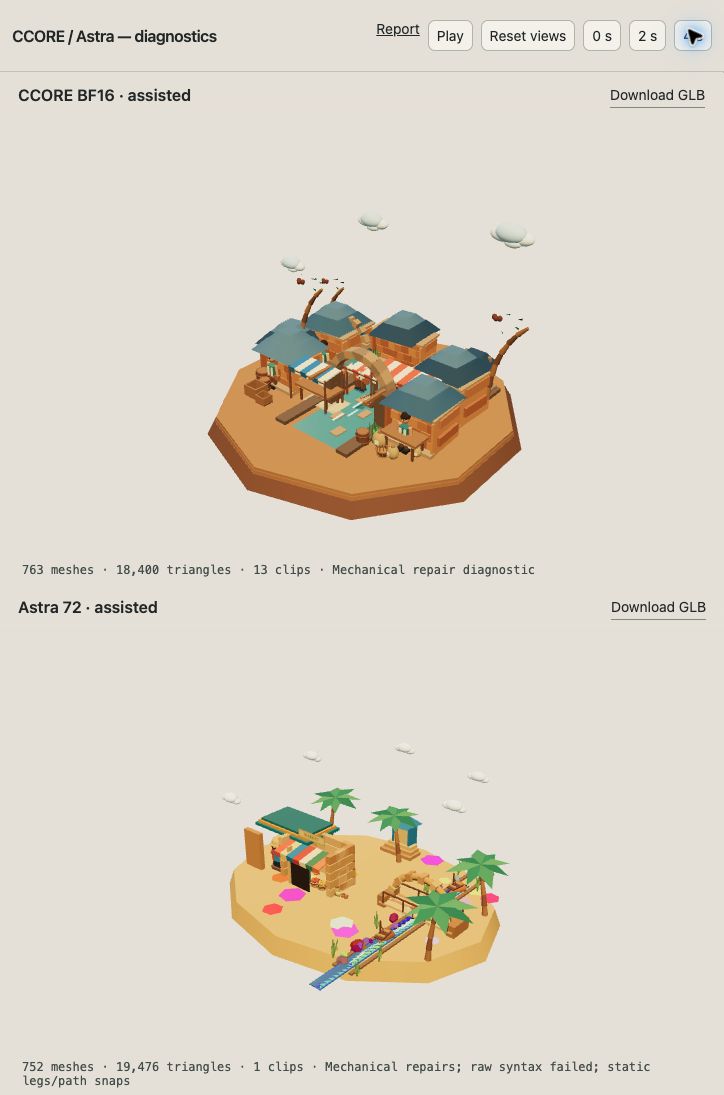 CCORE / Astra — diagnostics
Report
Play
Reset views
0 s
2 s
CCORE BF16 · assisted
Download GLB
763 meshes · 18,400 triangles · 13 clips · Mechanical repair diagnostic
Astra 72 · assisted
Download GLB
752 meshes · 19,476 triangles · 1 clips · Mechanical repairs; raw syntax failed; static
legs/path snaps